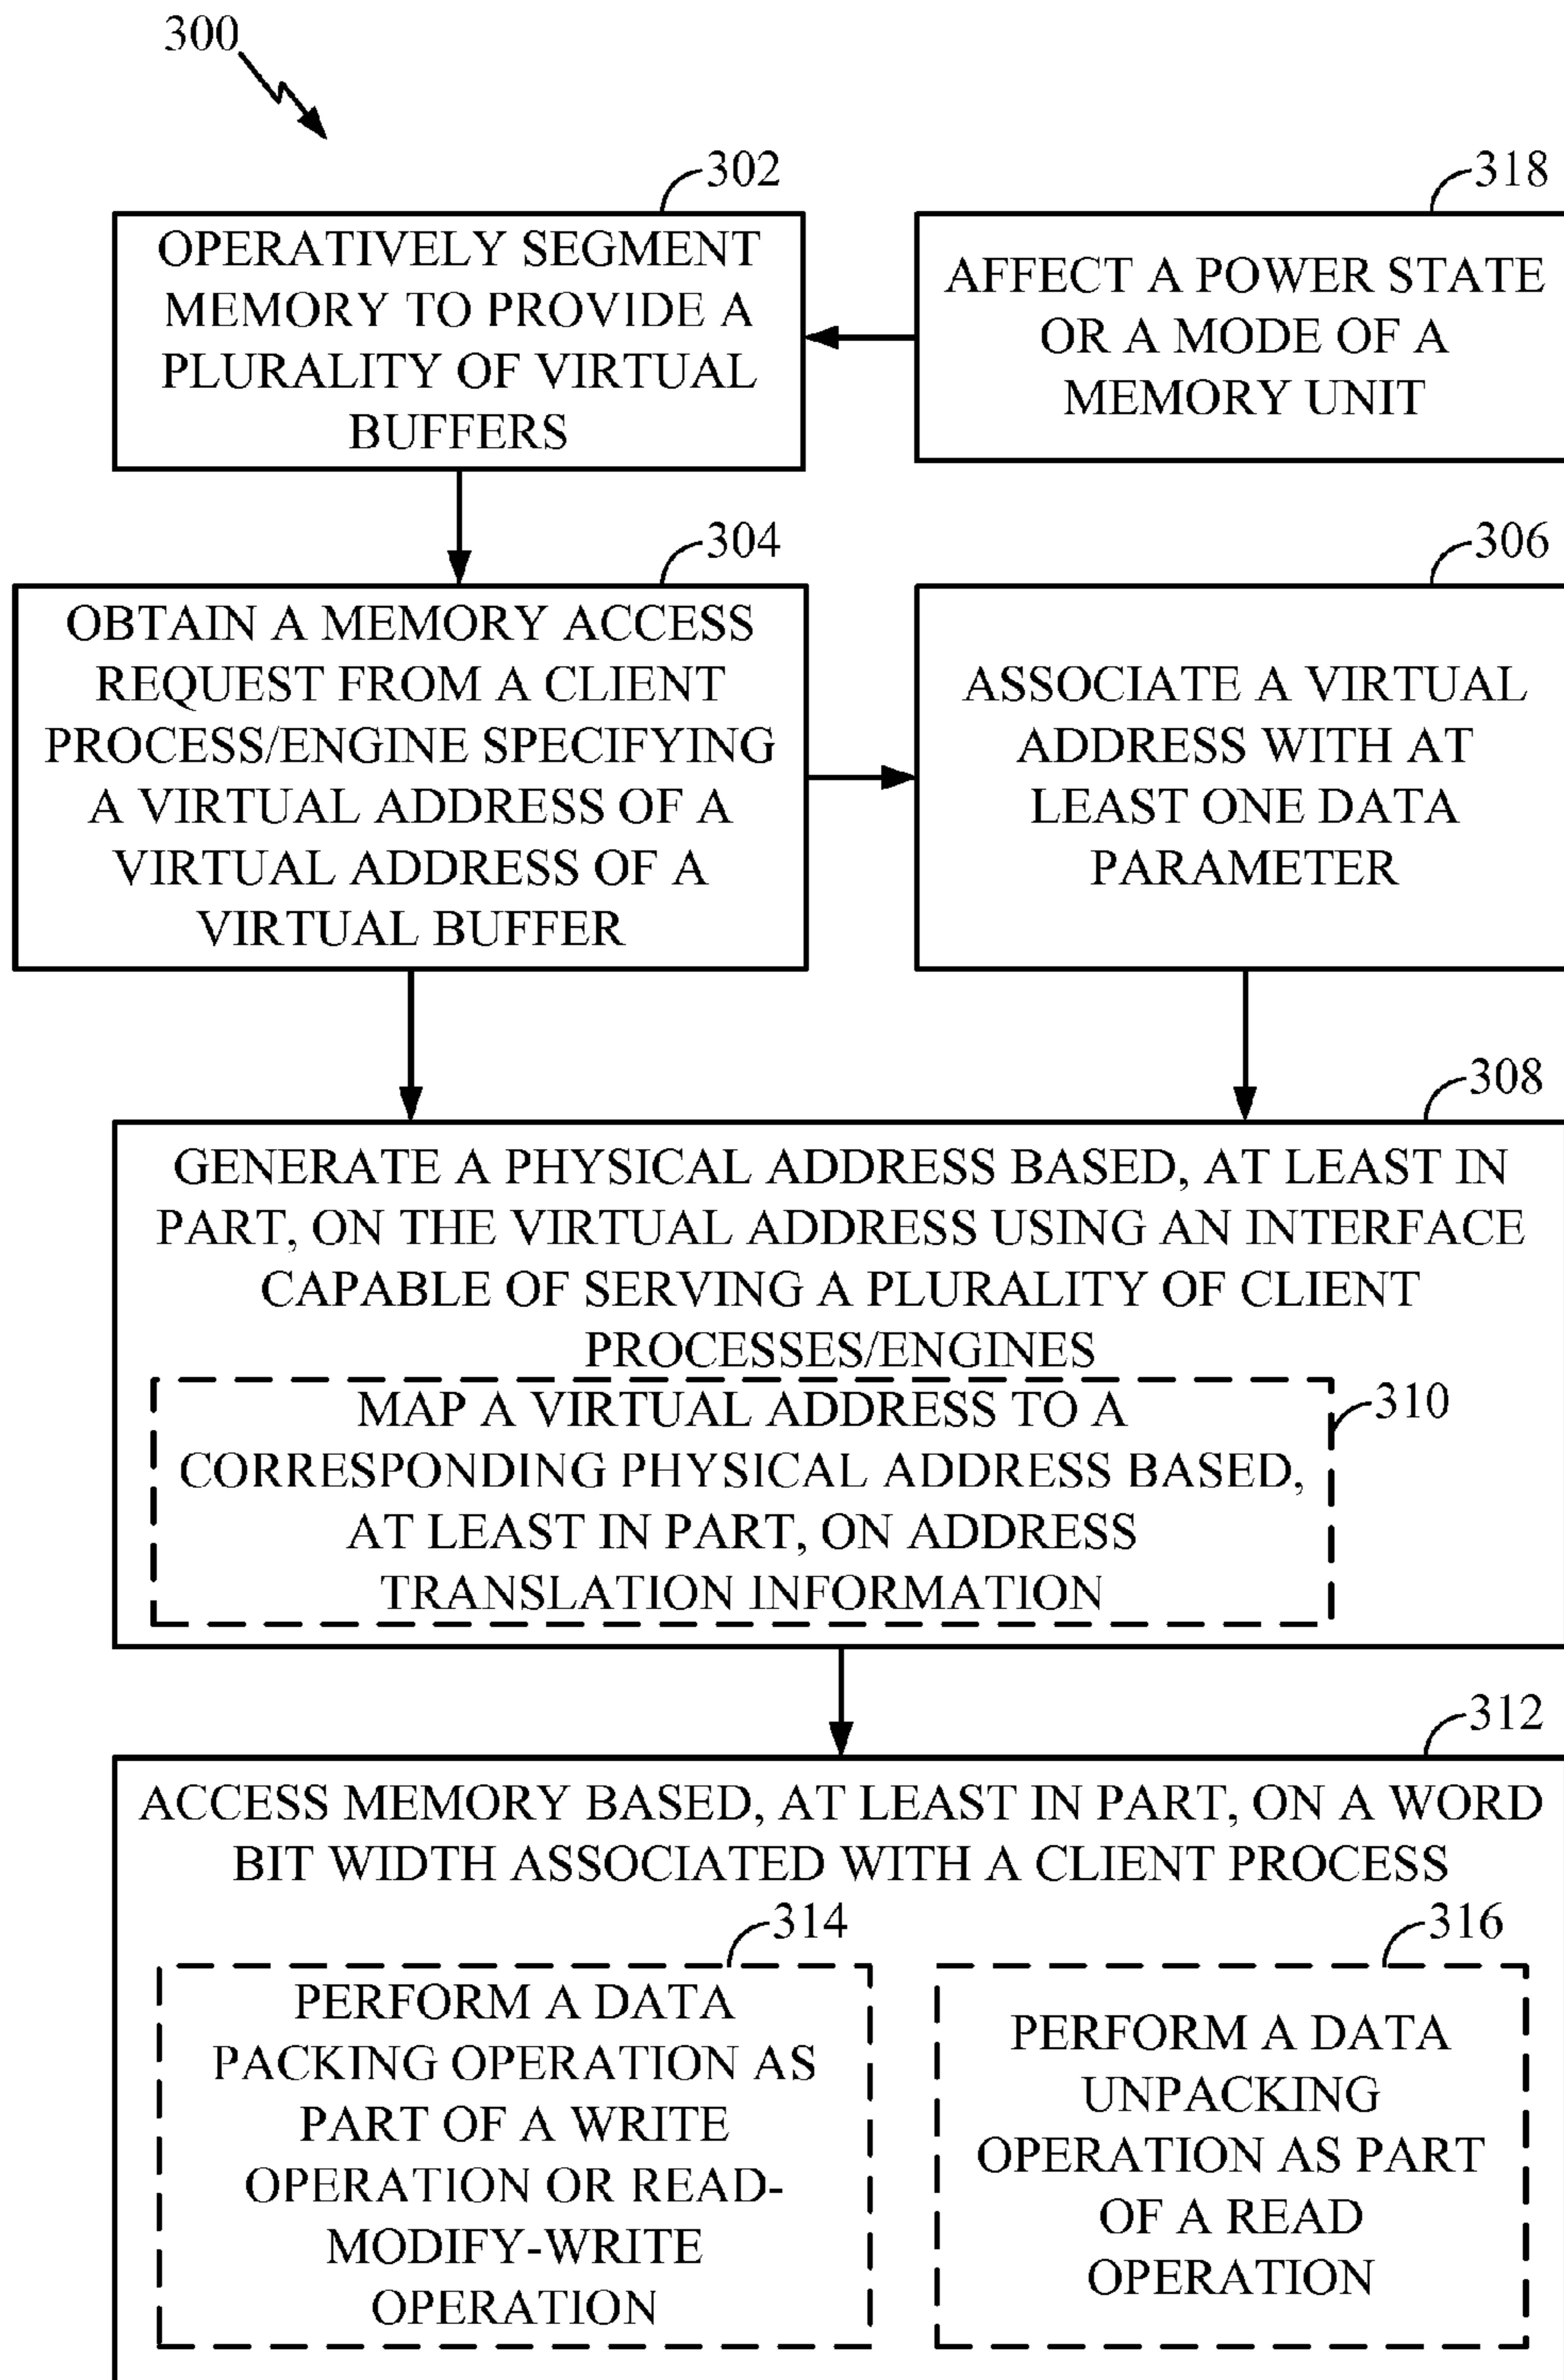 300
302
OPERATIVELY SEGMENT
MEMORY TO PROVIDE A
PLURALITY OF VIRTUAL
BUFFERS
318
AFFECT A POWER STATE
OR A MODE OF A
MEMORY UNIT
304
OBTAIN A MEMORY ACCESS
REQUEST FROM A CLIENT
PROCESS/ENGINE SPECIFYING
A VIRTUAL ADDRESS OF A
VIRTUAL ADDRESS OF A
VIRTUAL BUFFER
306
ASSOCIATE A VIRTUAL
ADDRESS WITH AT
LEAST ONE DATA
PARAMETER
308
GENERATE A PHYSICAL ADDRESS BASED, AT LEAST IN
PART, ON THE VIRTUAL ADDRESS USING AN INTERFACE
CAPABLE OF SERVING A PLURALITY OF CLIENT
PROCESSES/ENGINES
310
MAP A VIRTUAL ADDRESS TO A
CORRESPONDING PHYSICAL ADDRESS BASED,
AT LEAST IN PART, ON ADDRESS
TRANSLATION INFORMATION
312
ACCESS MEMORY BASED, AT LEAST IN PART, ON A WORD
BIT WIDTH ASSOCIATED WITH A CLIENT PROCESS
314
PERFORM A DATA
PACKING OPERATION AS
PART OF A WRITE
OPERATION OR READ-
MODIFY-WRITE
OPERATION
316
PERFORM A DATA
UNPACKING
OPERATION AS PART
OF A READ
OPERATION